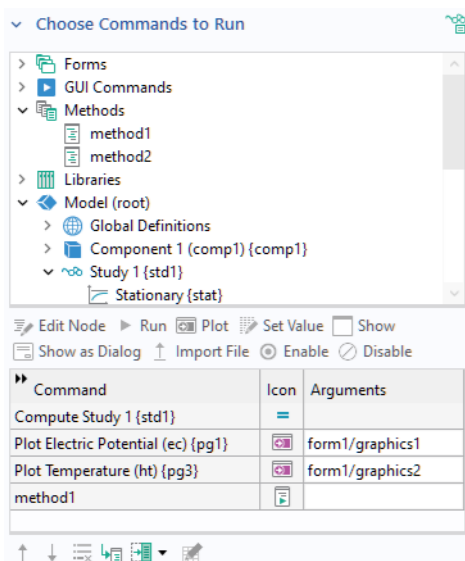 Choose Commands to Run
Forms
GUI Commands
Methods
method1
method2
Libraries
Model (root)
Global Definitions
Component 1 (comp1) {comp1}
Study 1 {std1}
Stationary {stat}
Edit Node Run Plot Set Value Show
Show as Dialog Import File Enable Disable
Command Icon Arguments
Compute Study 1 {std1}
Plot Electric Potential (ec) {pg1} form1/graphics1
Plot Temperature (ht) {pg3} form1/graphics2
method1